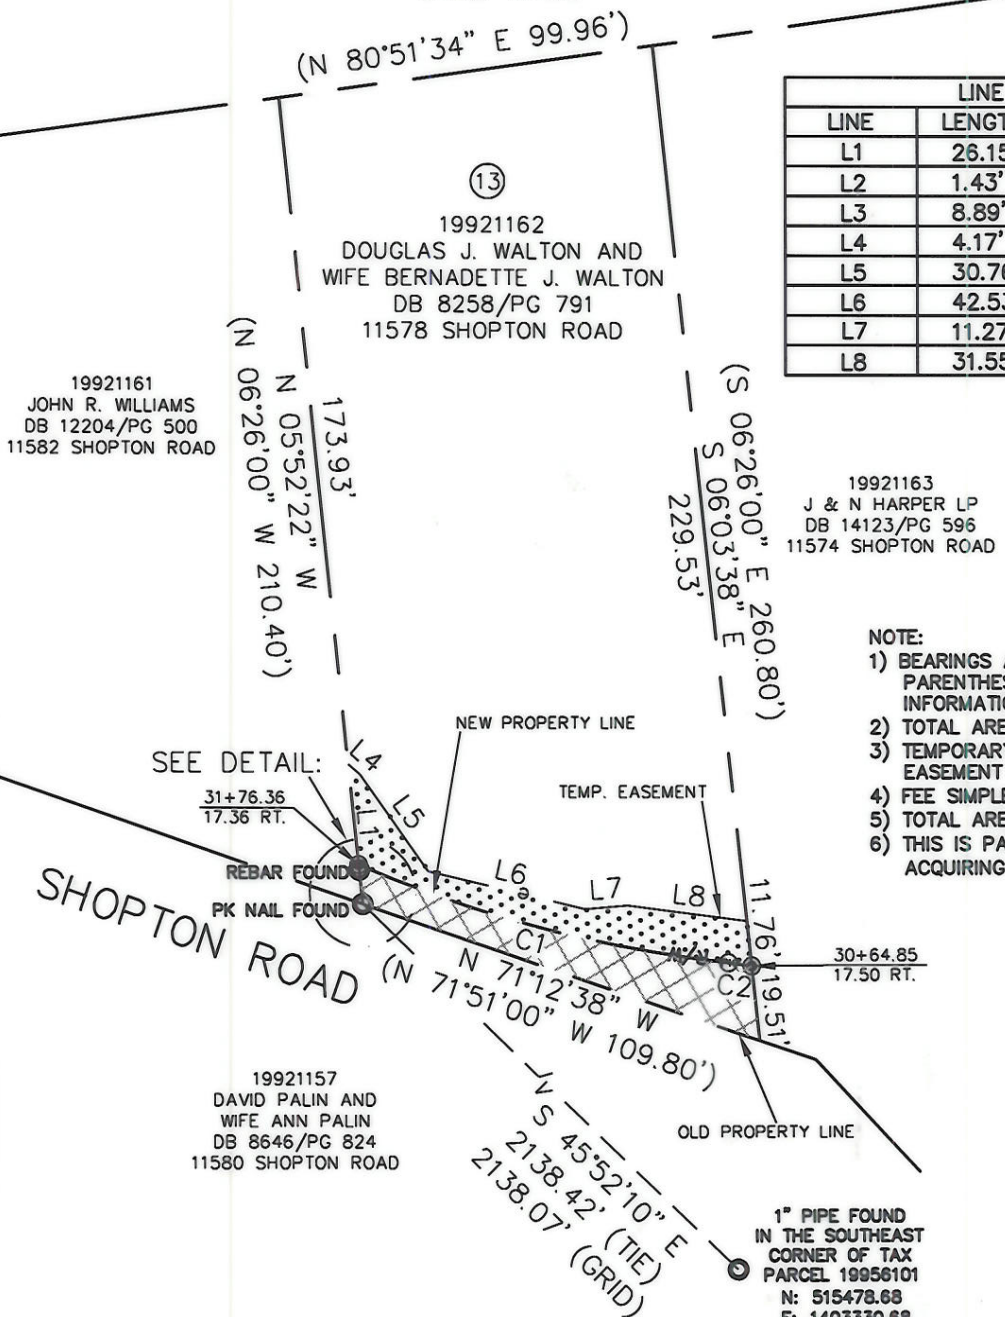 (N 80°51'34" E 99.96')
LINE
LINE LENGT
L1 26.15
L2 1.43'
L3 8.89'
L4 4.17'
L5 30.70
L6 42.53
L7 11.27
L8 31.55
13
19921162
DOUGLAS J. WALTON AND
WIFE BERNADETTE J. WALTON
DB 8258/PG 791
11578 SHOPTON ROAD
19921161
JOHN R. WILLIAMS
DB 12204/PG 500
11582 SHOPTON ROAD
173.93'
N 05°52'22" W
(N 06°26'00" W 210.40')
(S 06°26'00" E 260.80')
S 06°03'38" E
229.53'
19921163
J & N HARPER LP
DB 14123/PG 596
11574 SHOPTON ROAD
NOTE:
1) BEARINGS
PARENTHES
INFORMATI
2) TOTAL ARE
3) TEMPORAR
EASEMENT
4) FEE SIMPL
5) TOTAL ARE
6) THIS IS PA
ACQUIRING
NEW PROPERTY LINE
SEE DETAIL:
31+76.36
17.36 RT.
L4
L5
L1
TEMP. EASEMENT
REBAR FOUND
PK NAIL FOUND
L6
L7
L8
C1
C2
11.76'
19.51'
30+64.85
17.50 RT.
SHOPTON ROAD
N 71°12'38" W
(N 71°51'00" W 109.80')
OLD PROPERTY LINE
19921157
DAVID PALIN AND
WIFE ANN PALIN
DB 8646/PG 824
11580 SHOPTON ROAD
S 45°52'10" E
2138.42' (TIE)
2138.07' (GRID)
1" PIPE FOUND
IN THE SOUTHEAST
CORNER OF TAX
PARCEL 19956101
N: 515478.68